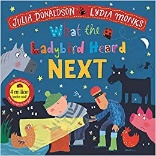 JULIA DONALDSON LYDIA MONKS
What the
Ladybird Heard
NEXT